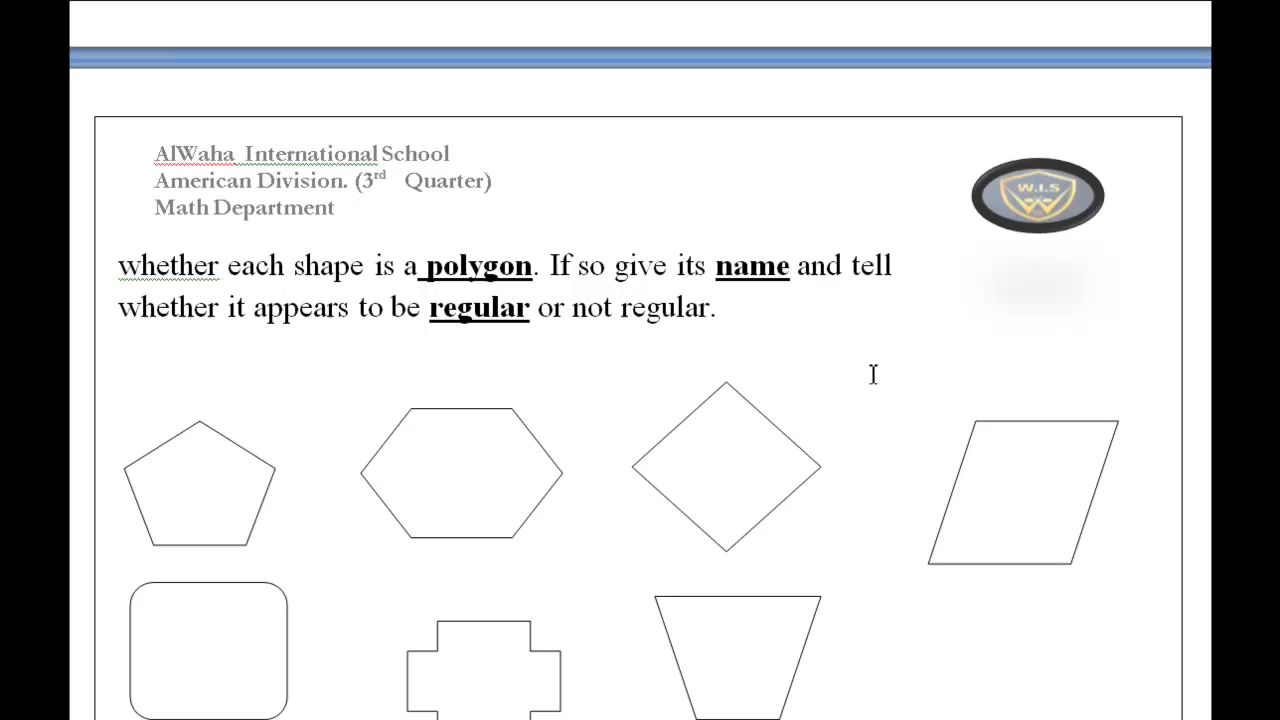 AlWaha International School
American Division. (3rd Quarter)
Math Department
W.I.S
whether each shape is a polygon. If so give its name and tell
whether it appears to be regular or not regular.